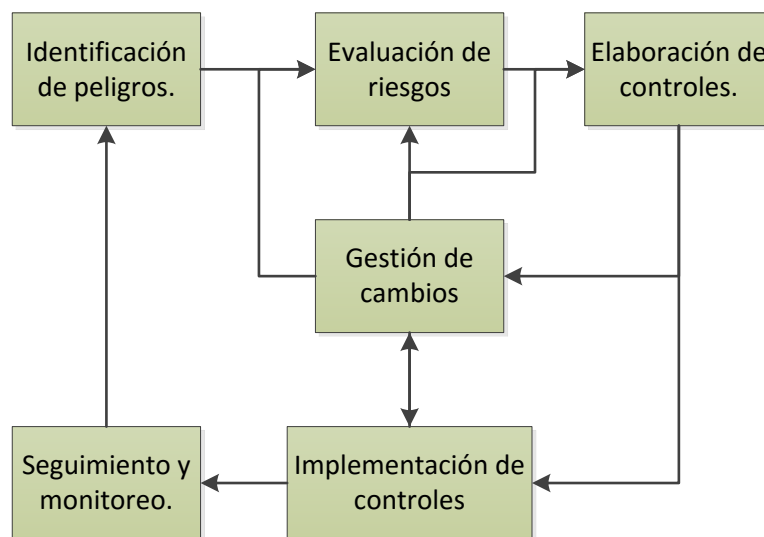 Identificación
de peligros.
Evaluación de
riesgos
Elaboración de
controles.
Gestión de
cambios
Seguimiento y
monitoreo.
Implementación de
controles